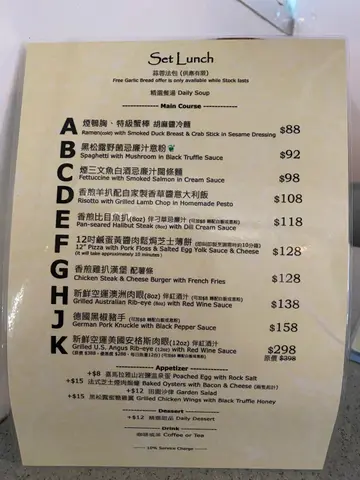 Set Lunch
蒜蓉法包 (供應有限)
Free Garlic Bread offer is only available while Stock lasts
精選餐湯 Daily Soup
Main Course
A 煙鴨胸、特級蟹棒 胡麻醬冷麵
Ramen(cold) with Smoked Duck Breast & Crab Stick in Sesame Dressing $88
B 黑松露野菌忌廉汁意粉
Spaghetti with Mushroom in Black Truffle Sauce $92
C 煙三文魚白酒忌廉汁闊條麵
Fettuccine with Smoked Salmon in Cream Sauce $98
D 香煎羊扒配自家製香草醬意大利飯
Risotto with Grilled Lamb Chop in Homemade Pesto $108
E 香煎比目魚扒(8oz) 伴刁草忌廉汁
Pan-seared Halibut Steak (8oz) with Dill Cream Sauce $118
F 12吋鹹蛋黃醬肉鬆焗芝士薄餅
12" Pizza with Pork Floss & Salted Egg Yolk Sauce & Cheese $128
(it will take approximately 10 minutes)
G 香煎雞扒漢堡 配薯條
Chicken Steak & Cheese Burger with French Fries $128
H 新鮮空運澳洲肉眼(8oz) 伴紅酒汁
Grilled Australian Rib-eye (8oz) with Red Wine Sauce $138
J 德國黑椒豬手
German Pork Knuckle with Black Pepper Sauce $158
K 新鮮空運美國安格斯肉眼(12oz) 伴紅酒汁
Grilled U.S. Angus Rib-eye (12oz) with Red Wine Sauce $298
原價 $398
Appetizer
+$8 喜馬拉雅山岩鹽溫泉蛋 Poached Egg with Rock Salt
+$15 法式芝士煙肉焗蠔 Baked Oysters with Bacon & Cheese
+$12 田園沙律 Garden Salad
+$15 黑松露蜜糖雞翼 Grilled Chicken Wings with Black Truffle Honey
Dessert
+$12 精選甜品 Daily Dessert
Drink
咖啡或茶 Coffee or Tea
10% Service Charge